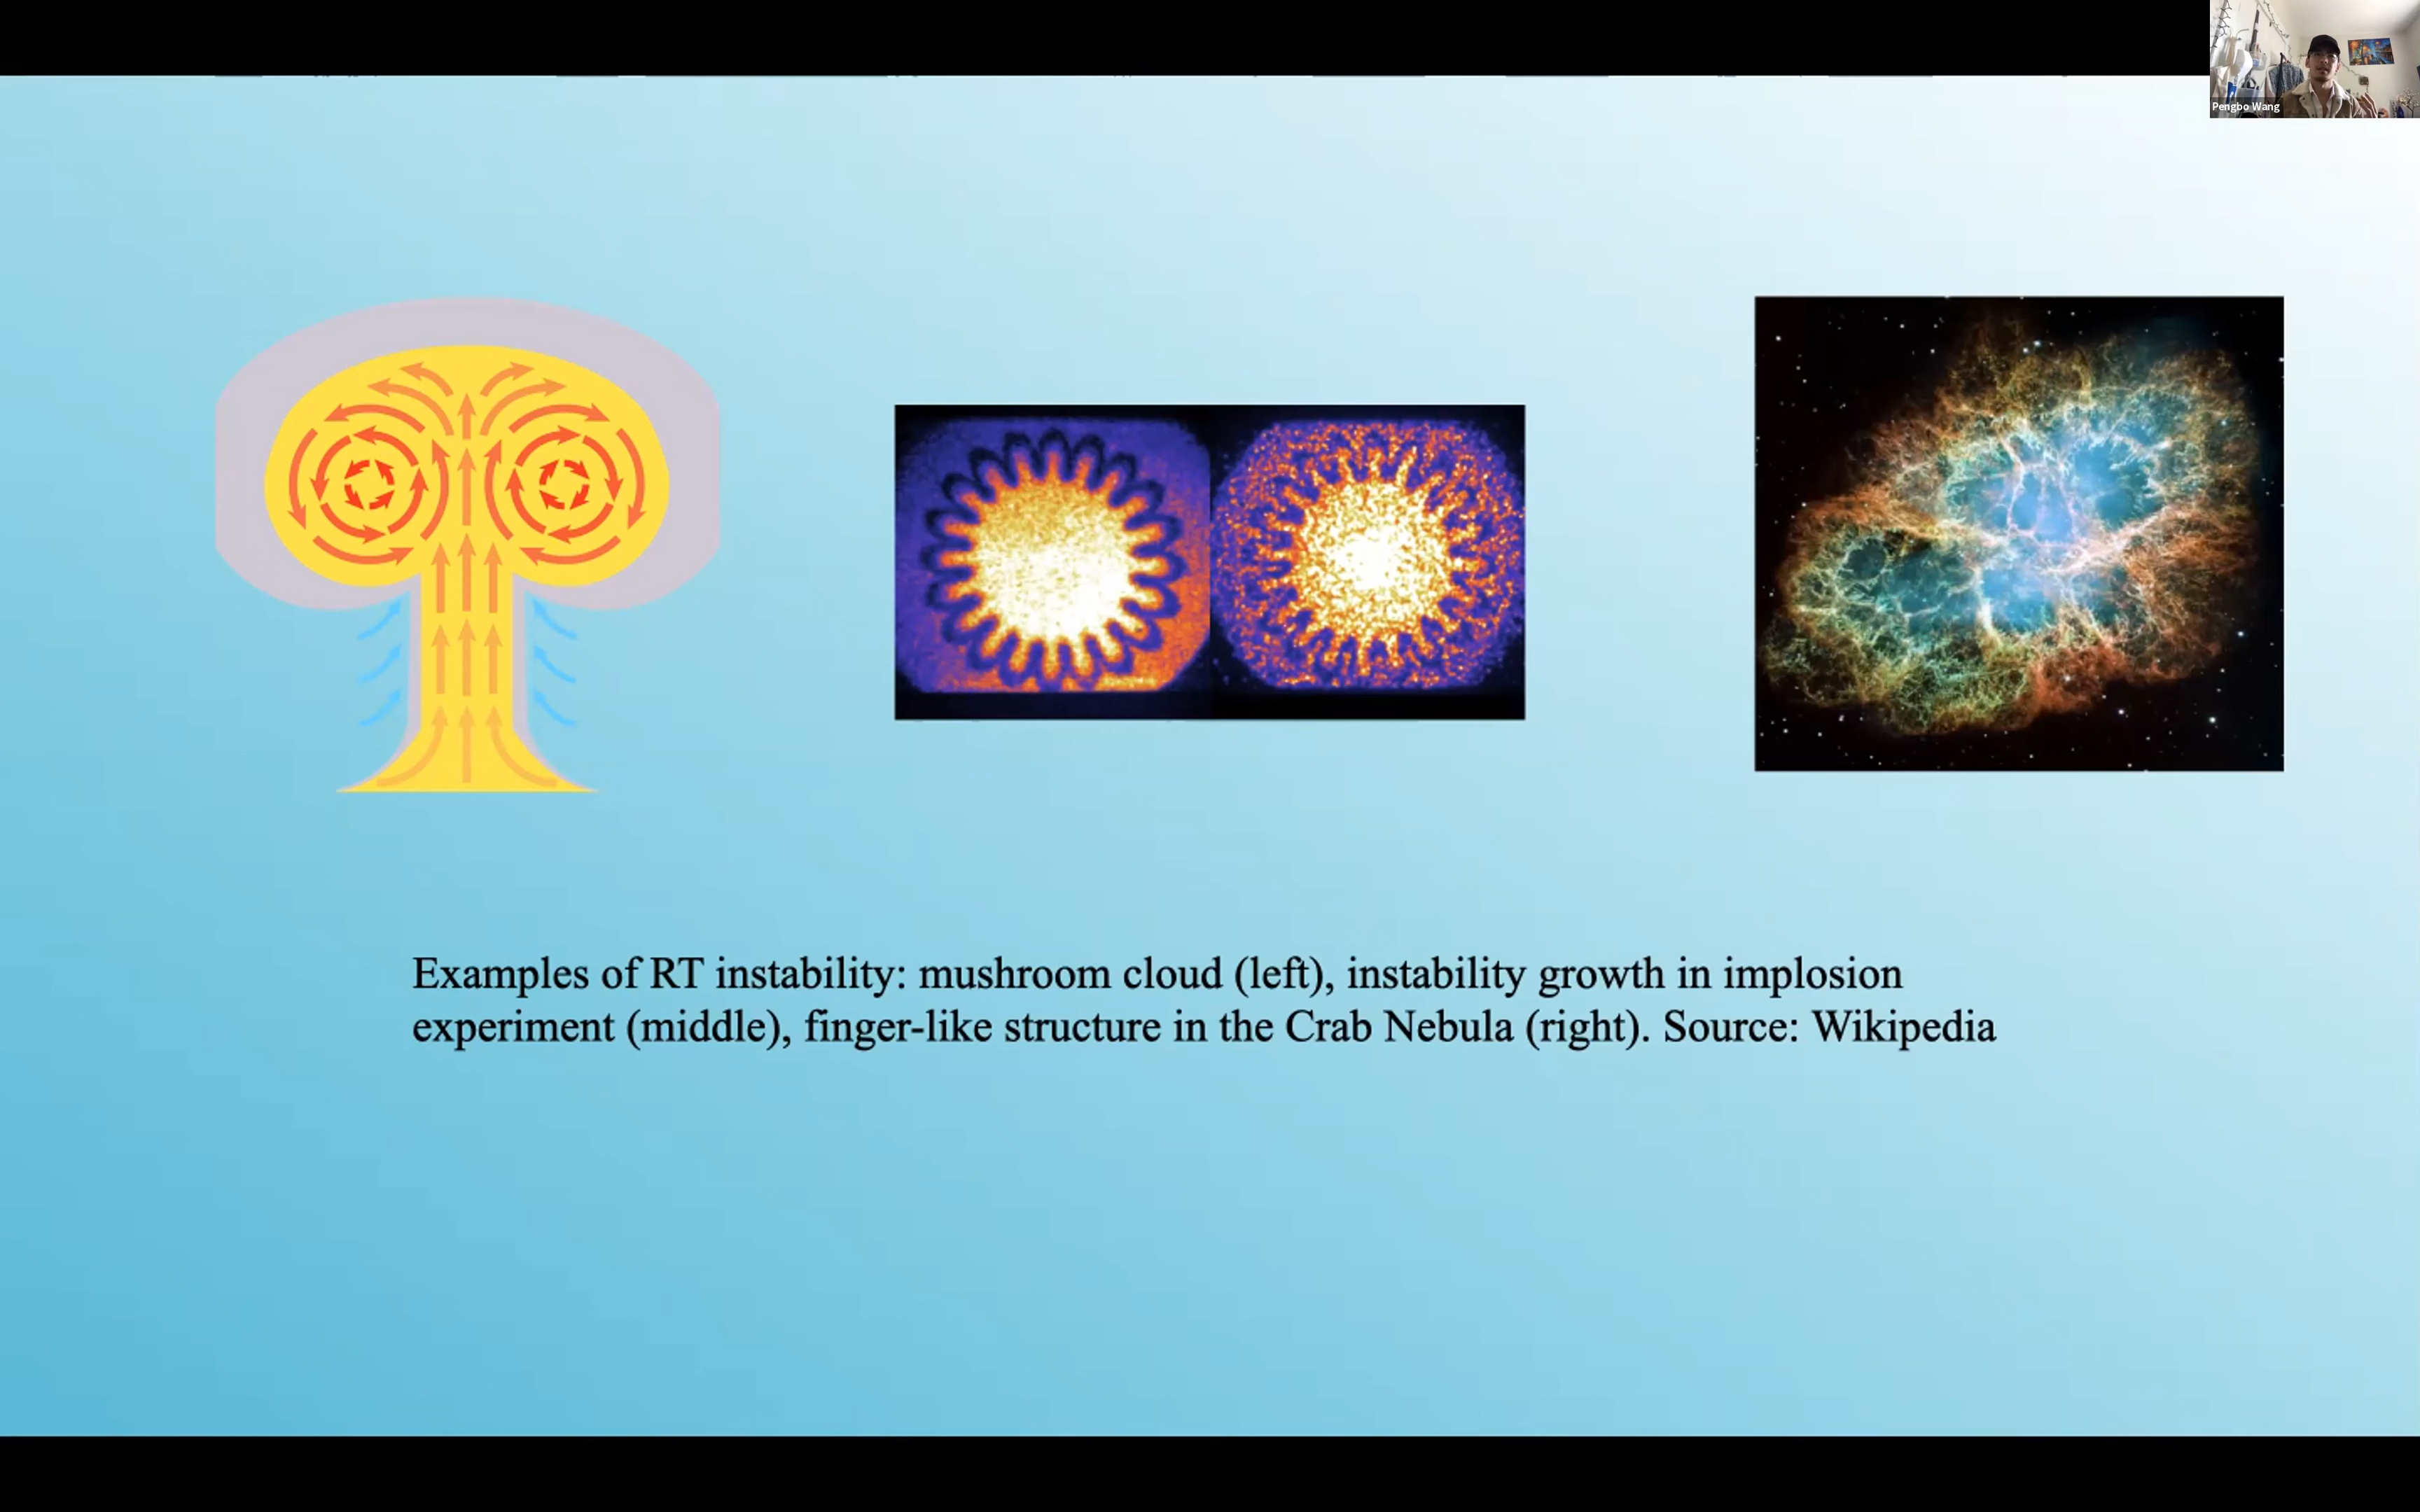 Pengbo Wang
Examples of RT instability: mushroom cloud (left), instability growth in implosion
experiment (middle), finger-like structure in the Crab Nebula (right). Source: Wikipedia